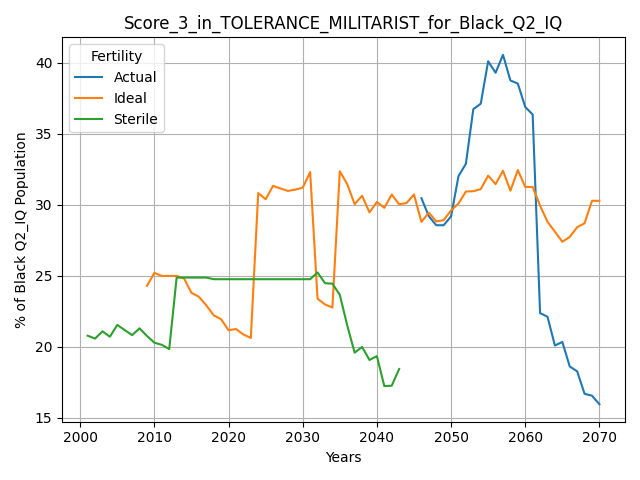 Score_3_in_TOLERANCE_MILITARIST_for_Black_Q2_IQ
Fertility
Actual
Ideal
Sterile
% of Black Q2_IQ Population
40
35
30
25
20
15
2000
2010
2020
2030
2040
2050
2060
2070
Years